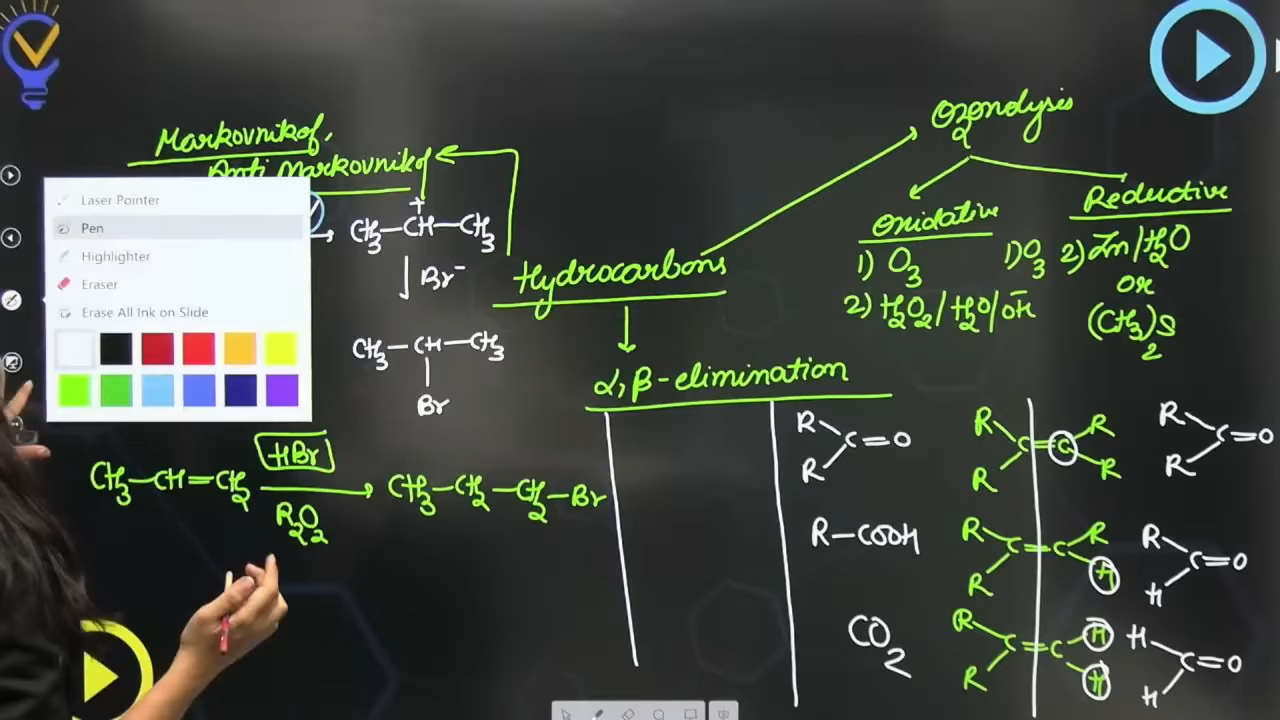 Markovnikof,
Anti Markovnikof
Ozonolysis
Oxidative
1) O3
2) H2O2/H2O/OH-
Reductive
1) O3 2) Zn/H2O
or
(CH3)2S
Laser Pointer
Pen
Highlighter
Eraser
Erase All Ink on Slide
+
CH3-CH-CH3
Br-
CH3-CH-CH3
Br
Hydrocarbons
α, β-elimination
CH3-CH=CH2
HBr
R2O2
CH3-CH2-CH2-Br
R
C=O
R
R-COOH
CO2
R R
C=C
R R
R R
C=C
R H
R H
C=C
R H
R
C=O
R
R
C=O
H
H
C=O
H